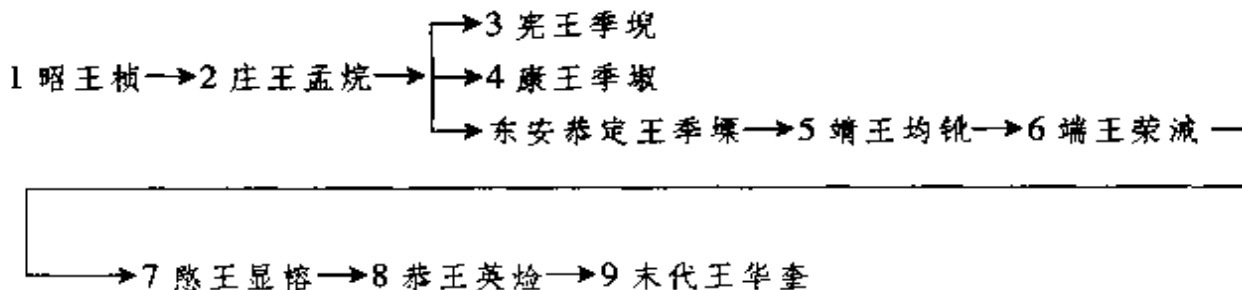 3 宪王季堄
1 昭王桢 2 庄王孟烷 4 康王季埱
东安恭定王季塛 5 靖王均 6 端王荣
7 愍王显榕 8 恭王英 9 末代王华奎